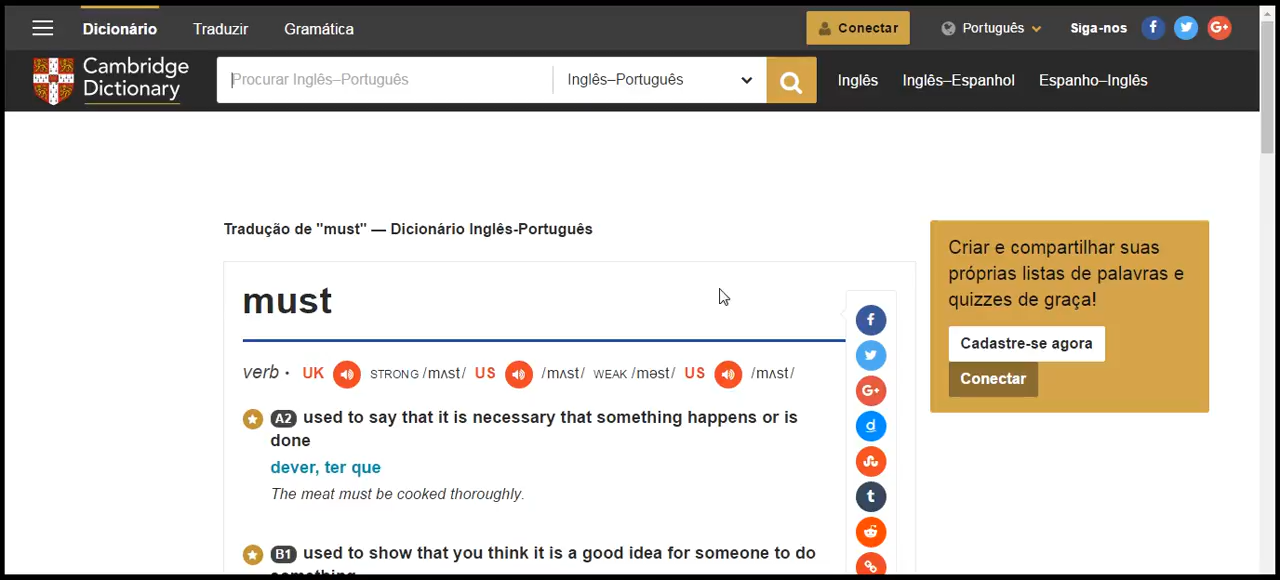 Dicionário Traduzir Gramática Conectar Português Siga-nos
Cambridge Dictionary
Procurar Inglês–Português Inglês–Português Inglês Inglês–Espanhol Espanho–Inglês
Tradução de "must" — Dicionário Inglês-Português
must
verb · UK STRONG /mʌst/ US /mʌst/ WEAK /məst/ US /mʌst/
A2 used to say that it is necessary that something happens or is
done
dever, ter que
The meat must be cooked thoroughly.
B1 used to show that you think it is a good idea for someone to do
something
Criar e compartilhar suas
próprias listas de palavras e
quizzes de graça!
Cadastre-se agora
Conectar